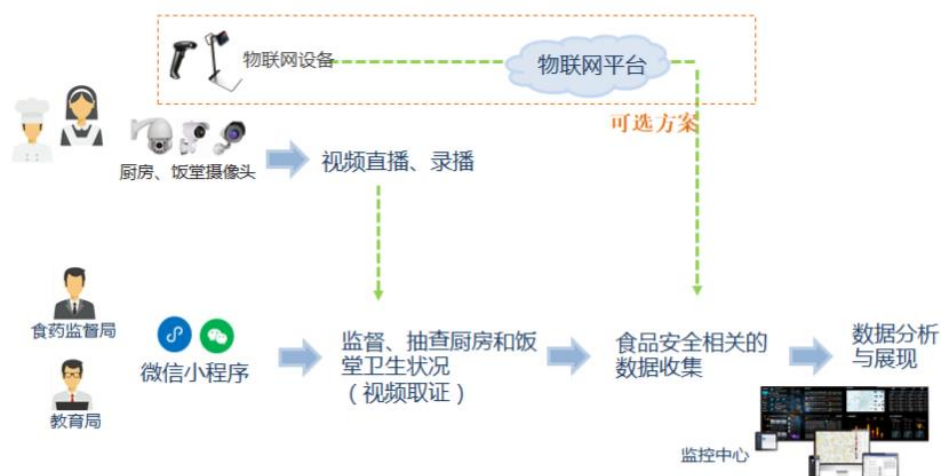 物联网设备
物联网平台
可选方案
厨房、饭堂摄像头
视频直播、录播
食药监督局
教育局
微信小程序
监督、抽查厨房和饭
堂卫生状况
（视频取证）
食品安全相关的
数据收集
数据分析
与展现
监控中心